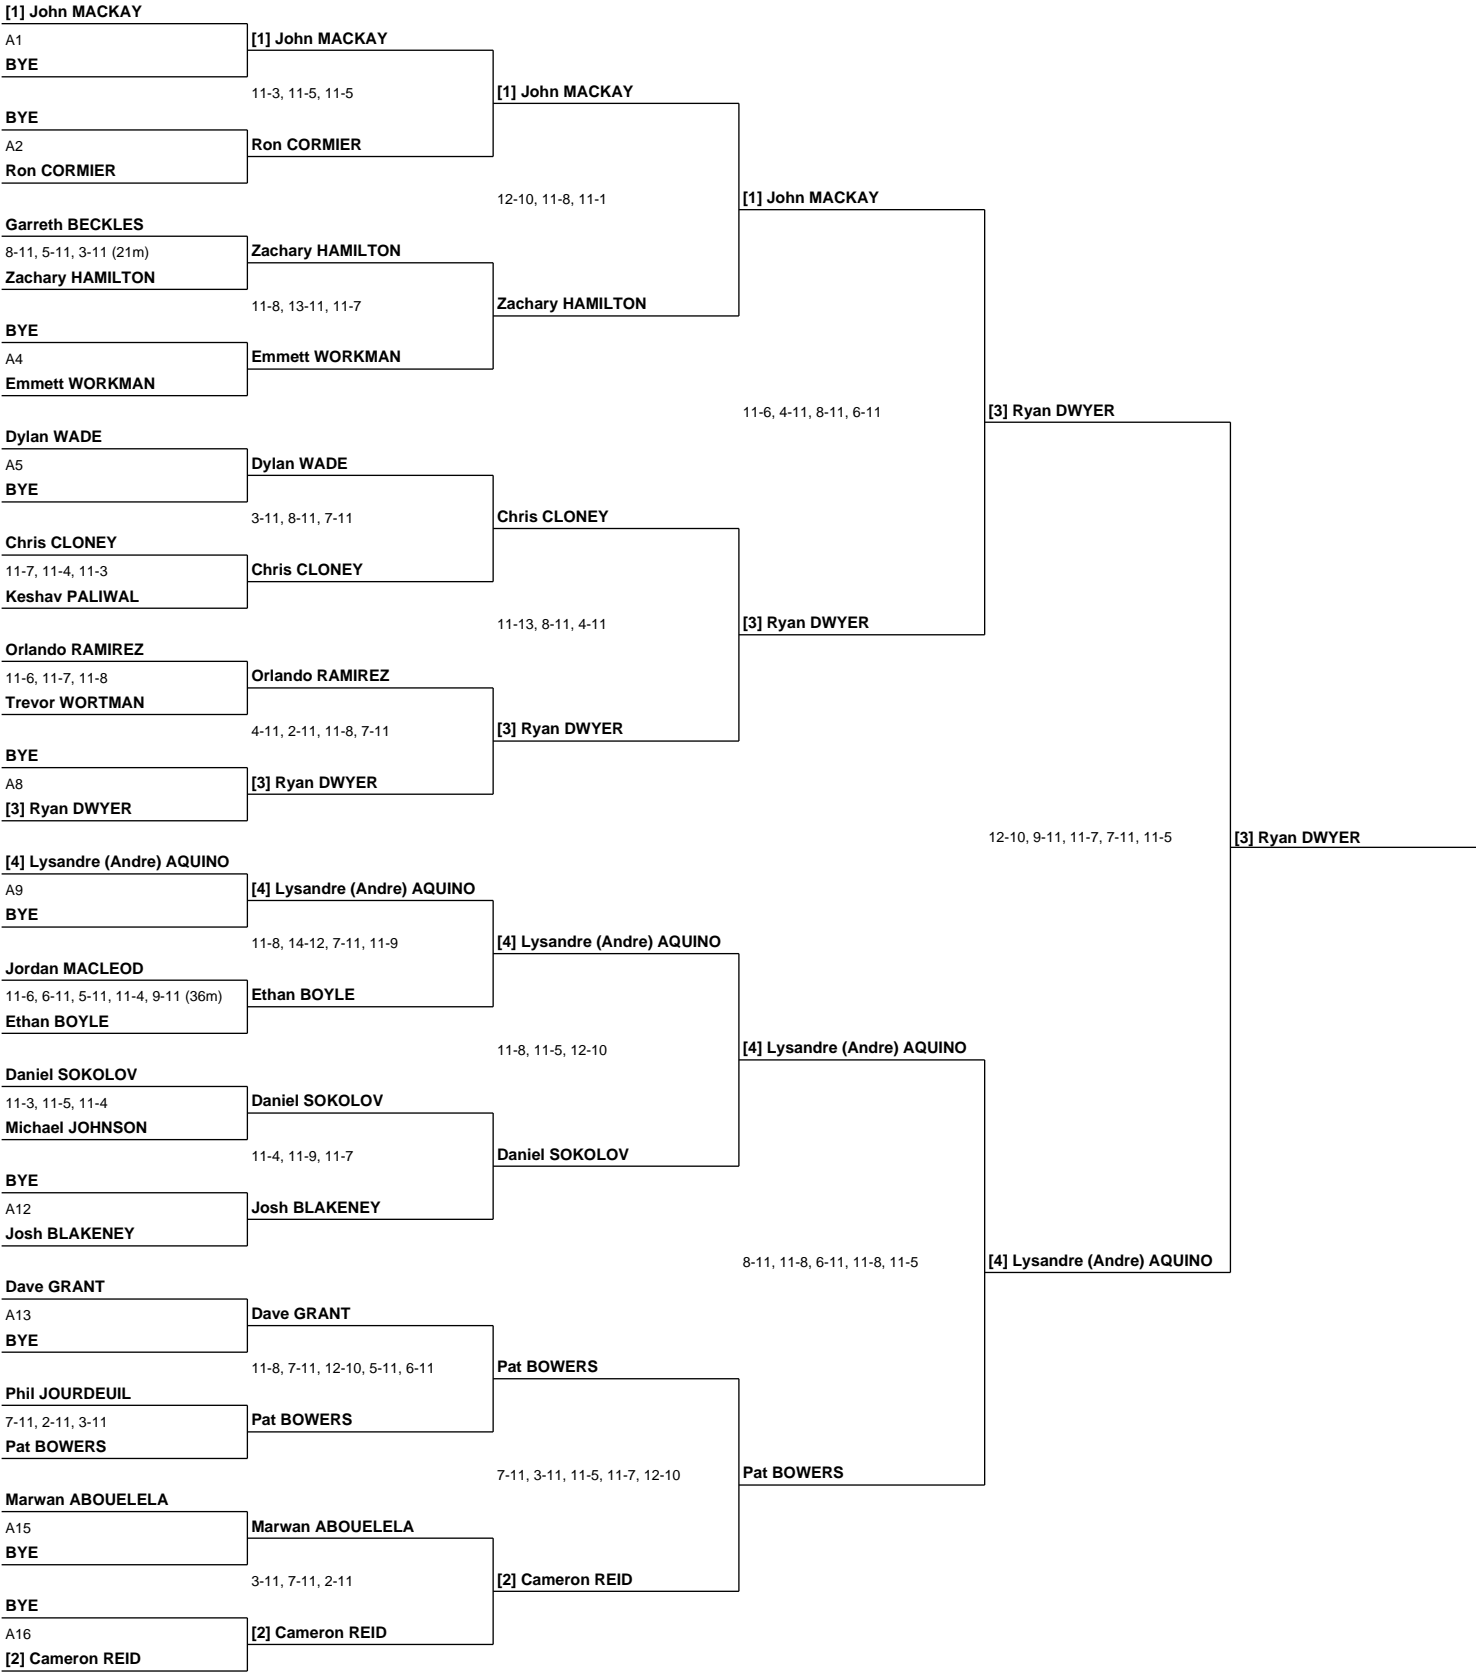 [1] John MACKAY
A1
BYE
BYE
A2
Ron CORMIER
Garreth BECKLES
8-11, 5-11, 3-11 (21m)
Zachary HAMILTON
BYE
A4
Emmett WORKMAN
Dylan WADE
A5
BYE
Chris CLONEY
11-7, 11-4, 11-3
Keshav PALIWAL
Orlando RAMIREZ
11-6, 11-7, 11-8
Trevor WORTMAN
BYE
A8
[3] Ryan DWYER
[4] Lysandre (Andre) AQUINO
A9
BYE
Jordan MACLEOD
11-6, 6-11, 5-11, 11-4, 9-11 (36m)
Ethan BOYLE
Daniel SOKOLOV
11-3, 11-5, 11-4
Michael JOHNSON
BYE
A12
Josh BLAKENEY
Dave GRANT
A13
BYE
Phil JOURDEUIL
7-11, 2-11, 3-11
Pat BOWERS
Marwan ABOUELELA
A15
BYE
BYE
A16
[2] Cameron REID
[1] John MACKAY
11-3, 11-5, 11-5
Ron CORMIER
Zachary HAMILTON
11-8, 13-11, 11-7
Emmett WORKMAN
Dylan WADE
3-11, 8-11, 7-11
Chris CLONEY
Orlando RAMIREZ
4-11, 2-11, 11-8, 7-11
[3] Ryan DWYER
[4] Lysandre (Andre) AQUINO
11-8, 14-12, 7-11, 11-9
Ethan BOYLE
Daniel SOKOLOV
11-4, 11-9, 11-7
Josh BLAKENEY
Dave GRANT
11-8, 7-11, 12-10, 5-11, 6-11
Pat BOWERS
Marwan ABOUELELA
3-11, 7-11, 2-11
[2] Cameron REID
[1] John MACKAY
12-10, 11-8, 11-1
Zachary HAMILTON
Chris CLONEY
11-13, 8-11, 4-11
[3] Ryan DWYER
[4] Lysandre (Andre) AQUINO
11-8, 11-5, 12-10
Daniel SOKOLOV
Pat BOWERS
7-11, 3-11, 11-5, 11-7, 12-10
[2] Cameron REID
[1] John MACKAY
11-6, 4-11, 8-11, 6-11
[3] Ryan DWYER
[4] Lysandre (Andre) AQUINO
8-11, 11-8, 6-11, 11-8, 11-5
Pat BOWERS
[3] Ryan DWYER
12-10, 9-11, 11-7, 7-11, 11-5
[4] Lysandre (Andre) AQUINO
[3] Ryan DWYER